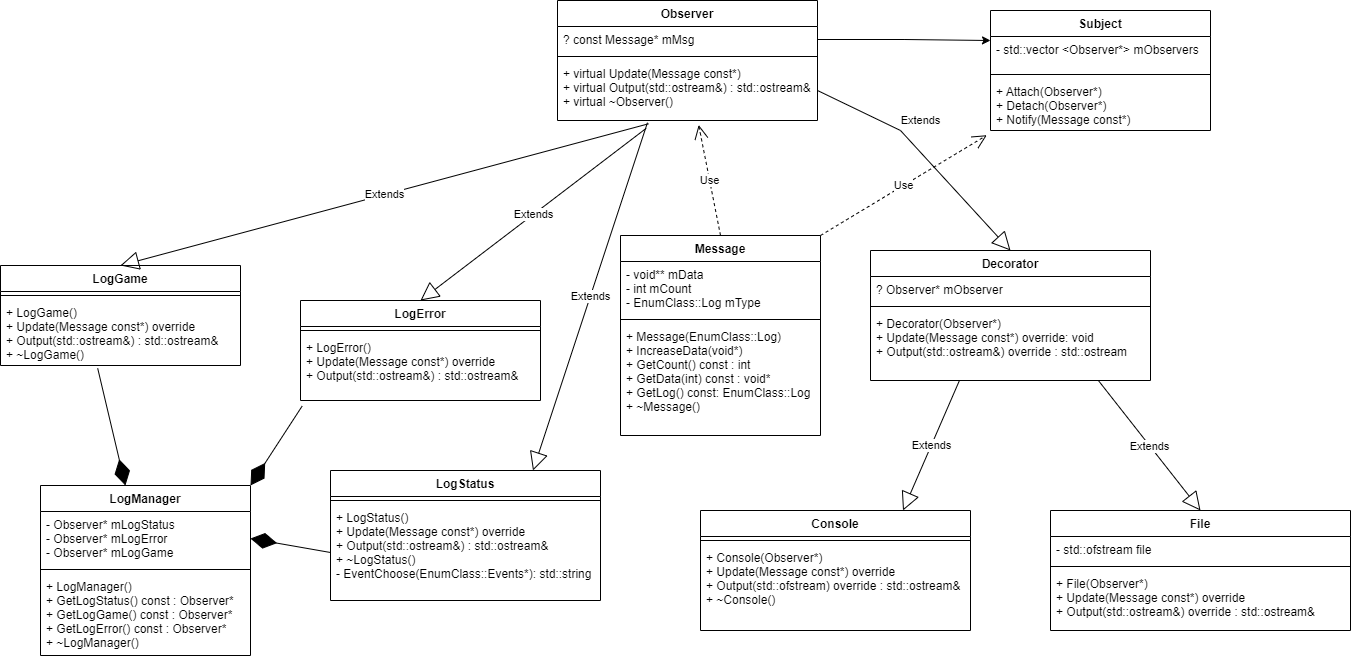 Observer
? const Message* mMsg
+ virtual Update(Message const*)
+ virtual Output(std::ostream&) : std::ostream&
+ virtual ~Observer()
Subject
- std::vector <Observer*> mObservers
+ Attach(Observer*)
+ Detach(Observer*)
+ Notify(Message const*)
Extends
Extends
Extends
Extends
Use
Use
LogGame
+ LogGame()
+ Update(Message const*) override
+ Output(std::ostream&) : std::ostream&
+ ~LogGame()
LogError
+ LogError()
+ Update(Message const*) override
+ Output(std::ostream&) : std::ostream&
Message
- void** mData
- int mCount
- EnumClass::Log mType
+ Message(EnumClass::Log)
+ IncreaseData(void*)
+ GetCount() const : int
+ GetData(int) const : void*
+ GetLog() const: EnumClass::Log
+ ~Message()
Decorator
? Observer* mObserver
+ Decorator(Observer*)
+ Update(Message const*) override: void
+ Output(std::ostream&) override : std::ostream
Extends
Extends
LogManager
- Observer* mLogStatus
- Observer* mLogError
- Observer* mLogGame
+ LogManager()
+ GetLogStatus() const : Observer*
+ GetLogGame() const : Observer*
+ GetLogError() const : Observer*
+ ~LogManager()
LogStatus
+ LogStatus()
+ Update(Message const*) override
+ Output(std::ostream&) : std::ostream&
+ ~LogStatus()
- EventChoose(EnumClass::Events*): std::string
Console
+ Console(Observer*)
+ Update(Message const*) override
+ Output(std::ofstream) override : std::ostream&
+ ~Console()
File
- std::ofstream file
+ File(Observer*)
+ Update(Message const*) override
+ Output(std::ostream&) override : std::ostream&